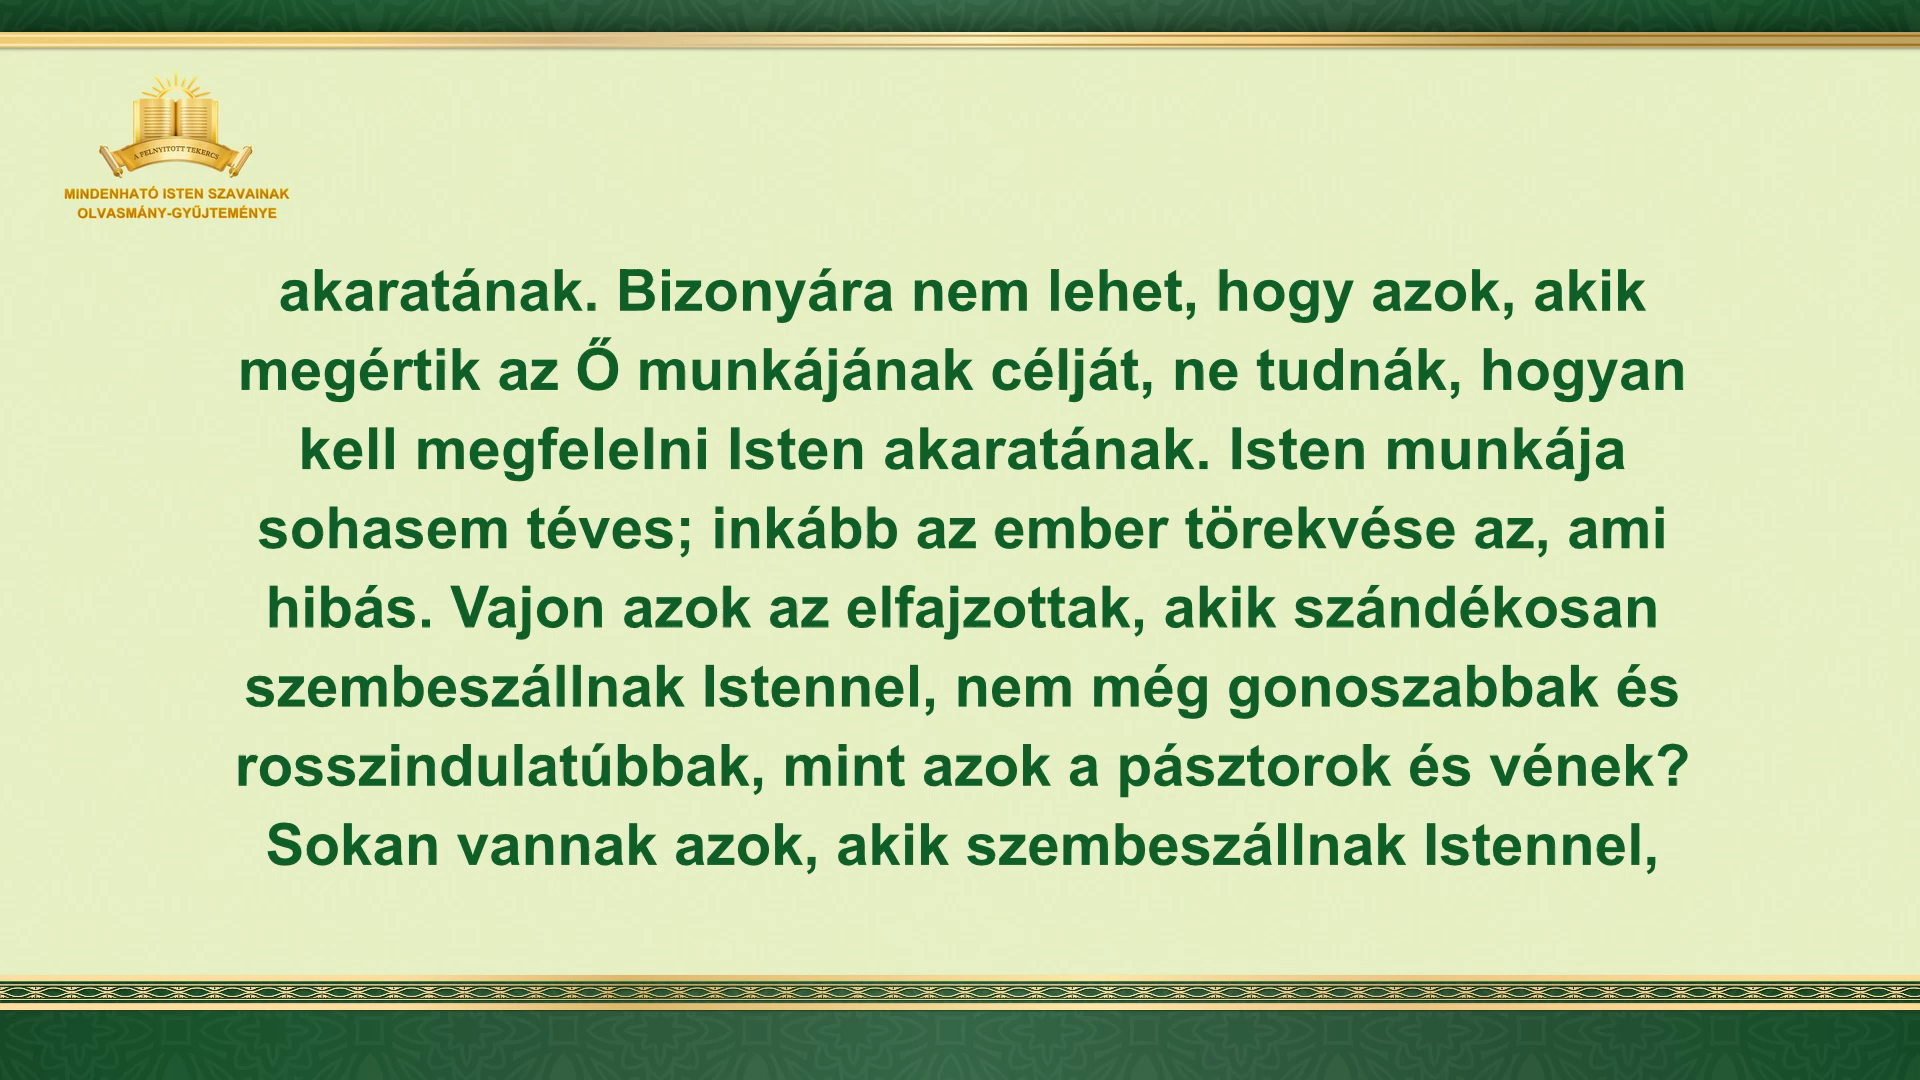 A FELNYITOTT TEKERCS
MINDENHATÓ ISTEN SZAVAINAK
OLVASMÁNY-GYŰJTEMÉNYE
akaratának. Bizonyára nem lehet, hogy azok, akik
megértik az Ő munkájának célját, ne tudnák, hogyan
kell megfelelni Isten akaratának. Isten munkája
sohasem téves; inkább az ember törekvése az, ami
hibás. Vajon azok az elfajzottak, akik szándékosan
szembeszállnak Istennel, nem még gonoszabbak és
rosszindulatúbbak, mint azok a pásztorok és vének?
Sokan vannak azok, akik szembeszállnak Istennel,